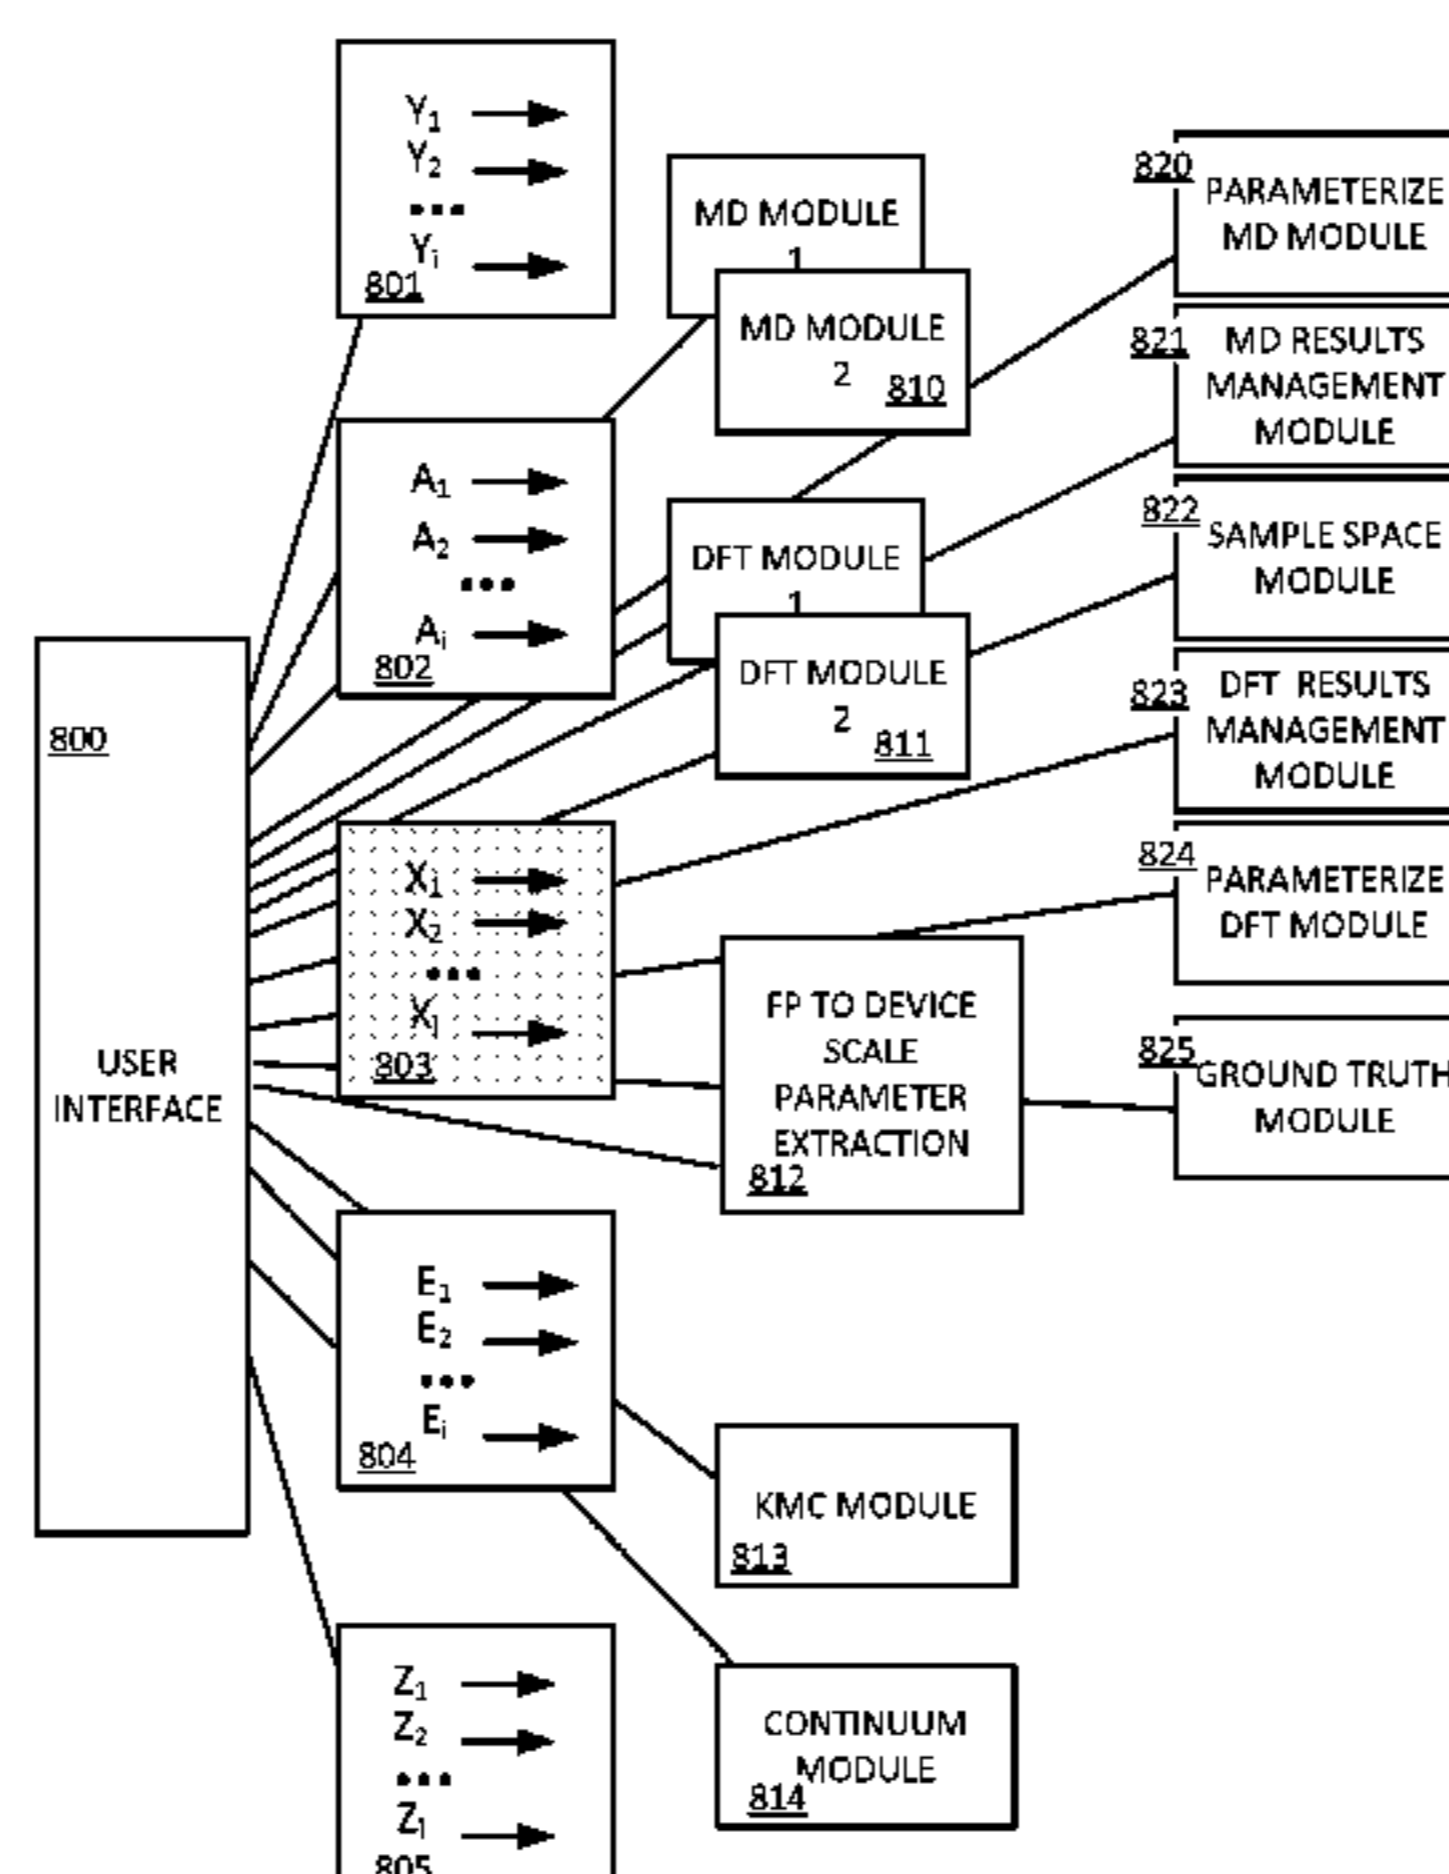 Y1
Y2
•••
Yi
801
MD MODULE
1
MD MODULE
2
810
820
PARAMETERIZE
MD MODULE
821
MD RESULTS
MANAGEMENT
MODULE
A1
A2
•••
Ai
802
DFT MODULE
1
DFT MODULE
2
811
822
SAMPLE SPACE
MODULE
823
DFT RESULTS
MANAGEMENT
MODULE
800
USER
INTERFACE
X1
X2
•••
Xi
803
824
PARAMETERIZE
DFT MODULE
FP TO DEVICE
SCALE
PARAMETER
EXTRACTION
812
825
GROUND TRUTH
MODULE
E1
E2
•••
Ei
804
KMC MODULE
813
Z1
Z2
•••
Zi
805
CONTINUUM
MODULE
814